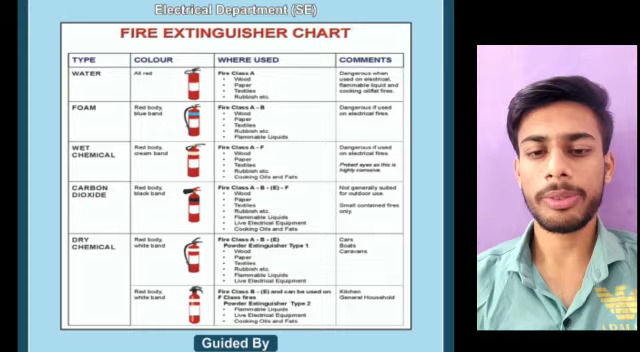 Electrical Department (SE)
FIRE EXTINGUISHER CHART
TYPE COLOUR WHERE USED COMMENTS
WATER
All red
Fire Class A
• Wood
• Paper
• Textiles
• Rubbish etc.
Dangerous when
used on electrical,
flammable liquid and
cooking oil/fat fires.
FOAM
Red body,
blue band
Fire Class A - B
• Wood
• Paper
• Textiles
• Rubbish etc.
• Flammable Liquids
Dangerous if used
on electrical fires.
WET
CHEMICAL
Red body,
cream band
Fire Class A - F
• Wood
• Paper
• Textiles
• Rubbish etc.
• Cooking Oils and Fats
Dangerous if used
on electrical fires.
Protect eyes as this is
highly corrosive.
CARBON
DIOXIDE
Red body,
black band
Fire Class A - B - (E) - F
• Wood
• Paper
• Textiles
• Rubbish etc.
• Flammable Liquids
• Live Electrical Equipment
• Cooking Oils and Fats
Not generally suited
for outdoor use.
Small contained fires
only.
DRY
CHEMICAL
Red body,
white band
Fire Class A - B - (E)
Powder Extinguisher Type 1
• Wood
• Paper
• Textiles
• Rubbish etc.
• Flammable Liquids
• Live Electrical Equipment
Cars
Boats
Caravans
Red body,
white band
Fire Class B - (E) and can be used on
F Class fires
Powder Extinguisher Type 2
• Flammable Liquids
• Live Electrical Equipment
• Cooking Oils and Fats
Kitchen
General Household
Guided By